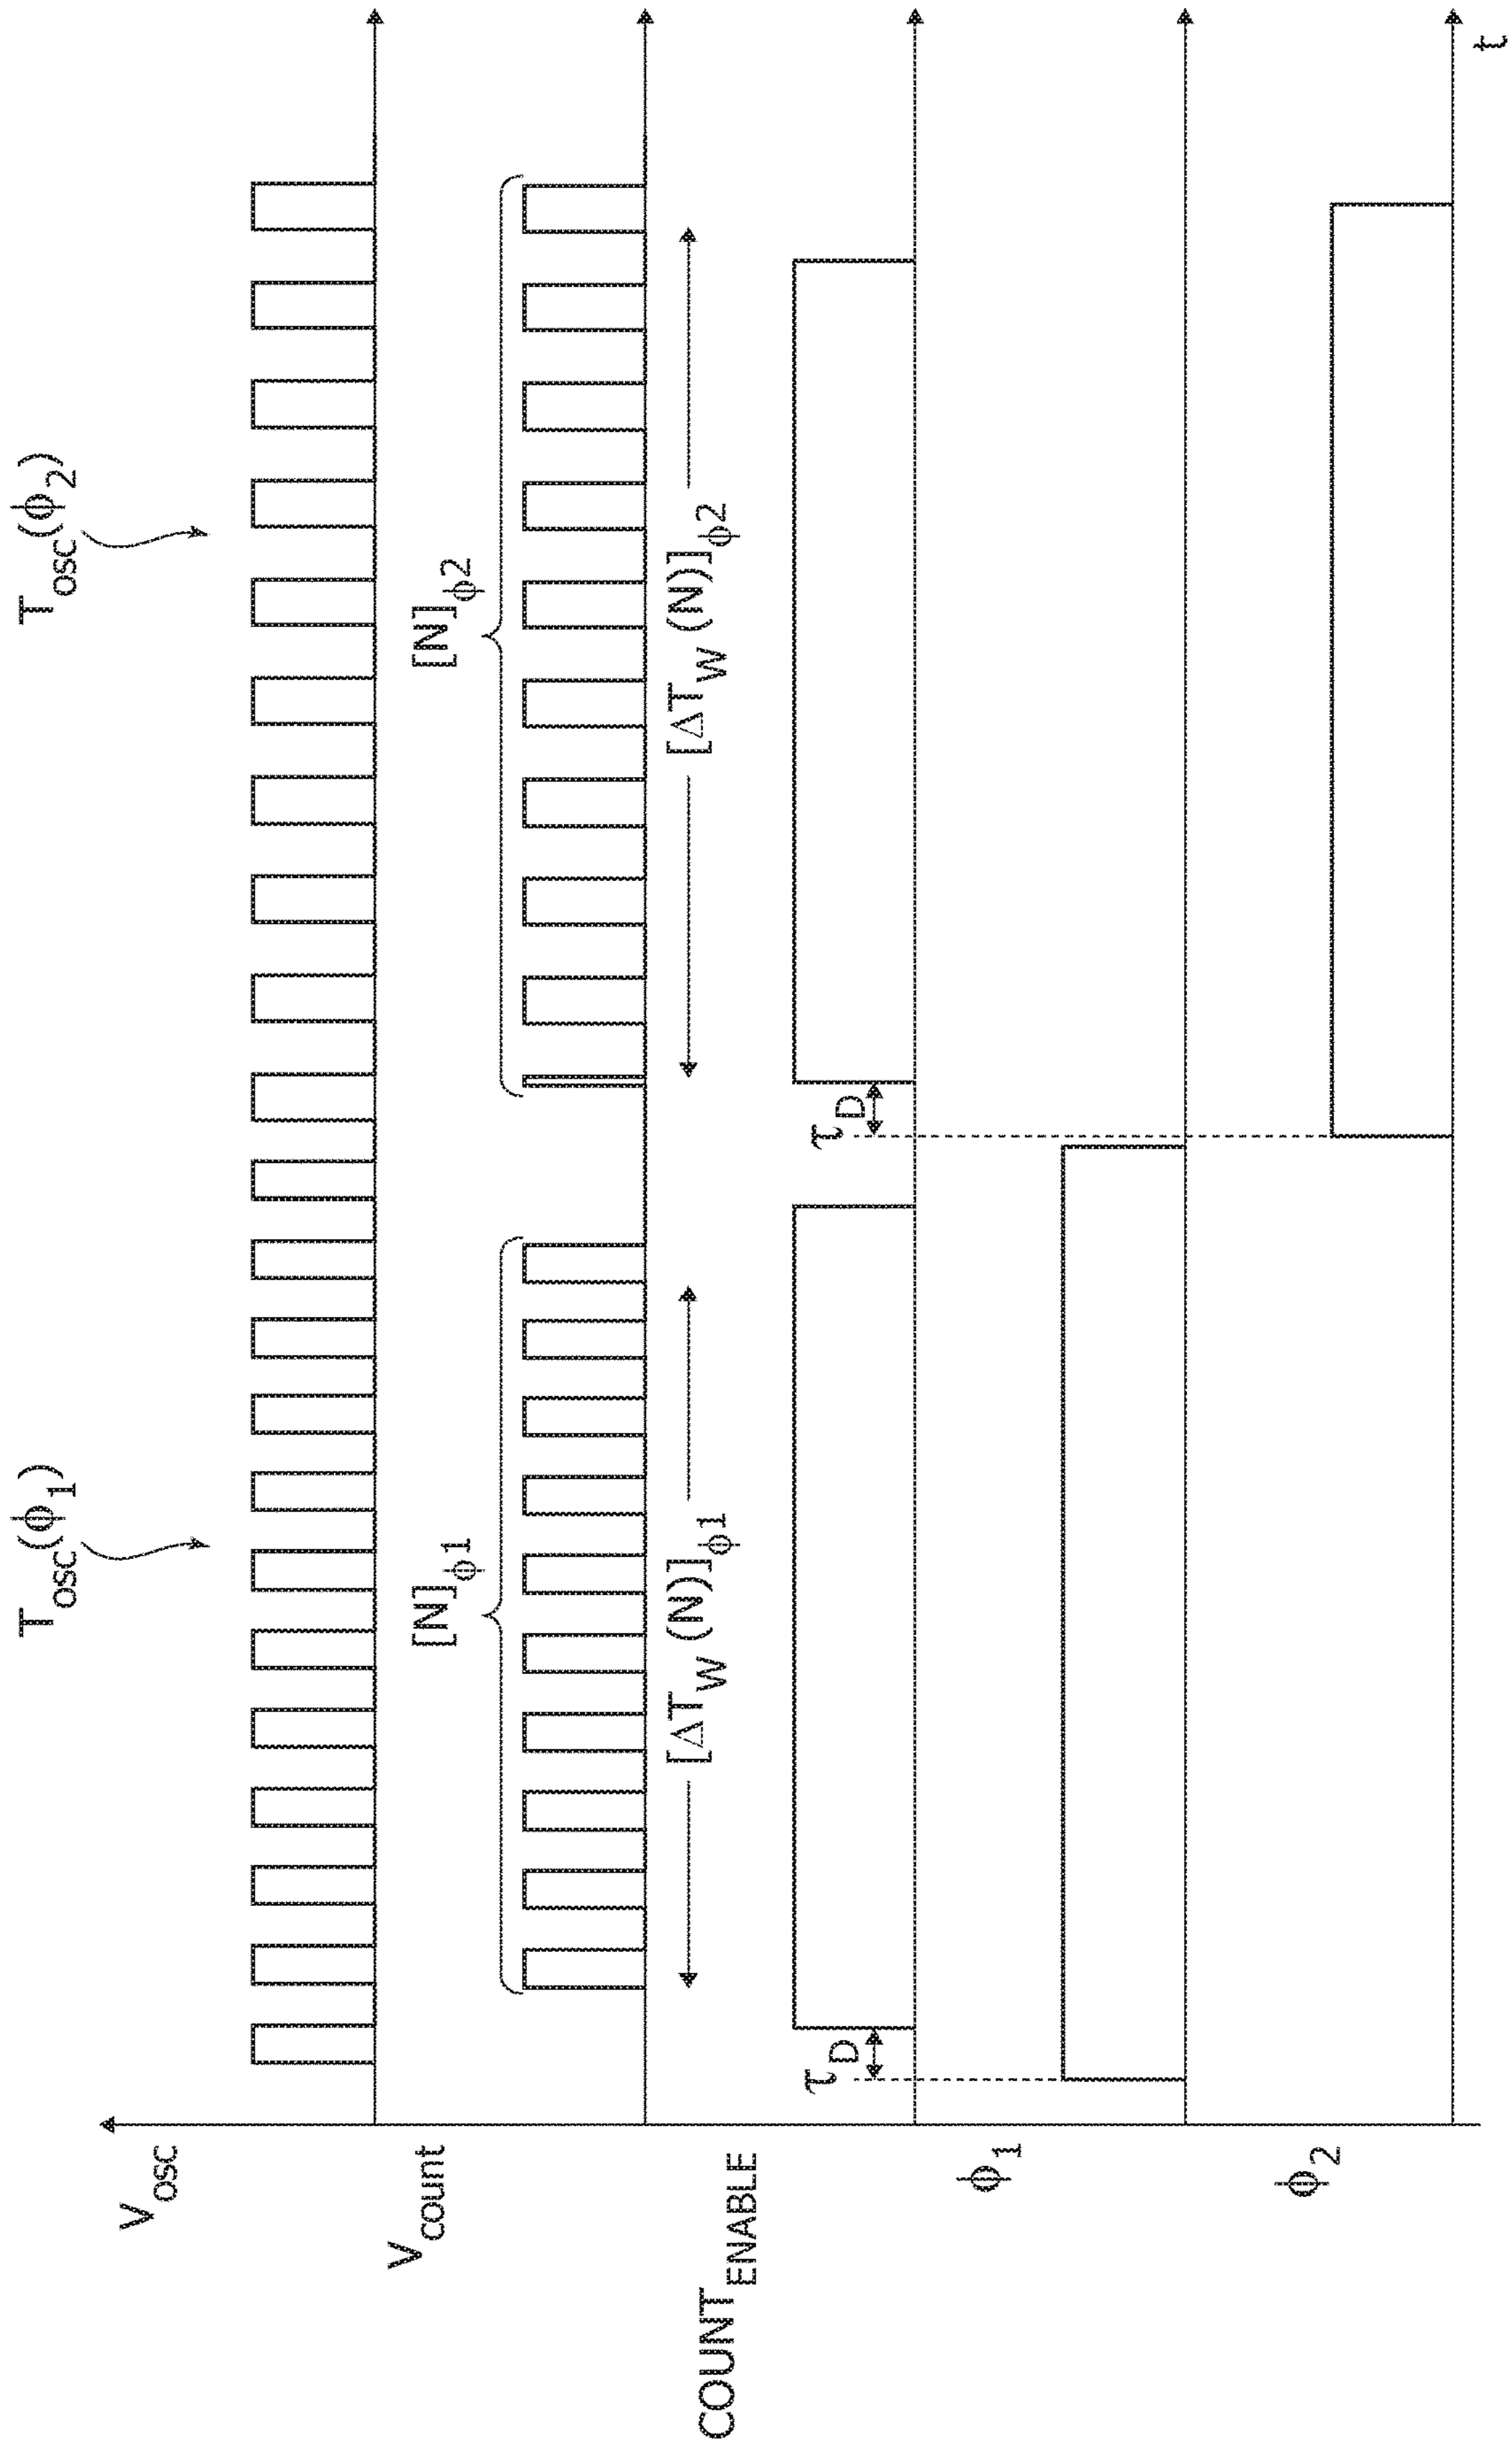 V_OSC
T_OSC(ϕ_1)
T_OSC(ϕ_2)
V_count
[N]_ϕ1
[N]_ϕ2
[ΔT_W(N)]_ϕ1
[ΔT_W(N)]_ϕ2
COUNT_ENABLE
τ_D
τ_D
ϕ_1
ϕ_2
t